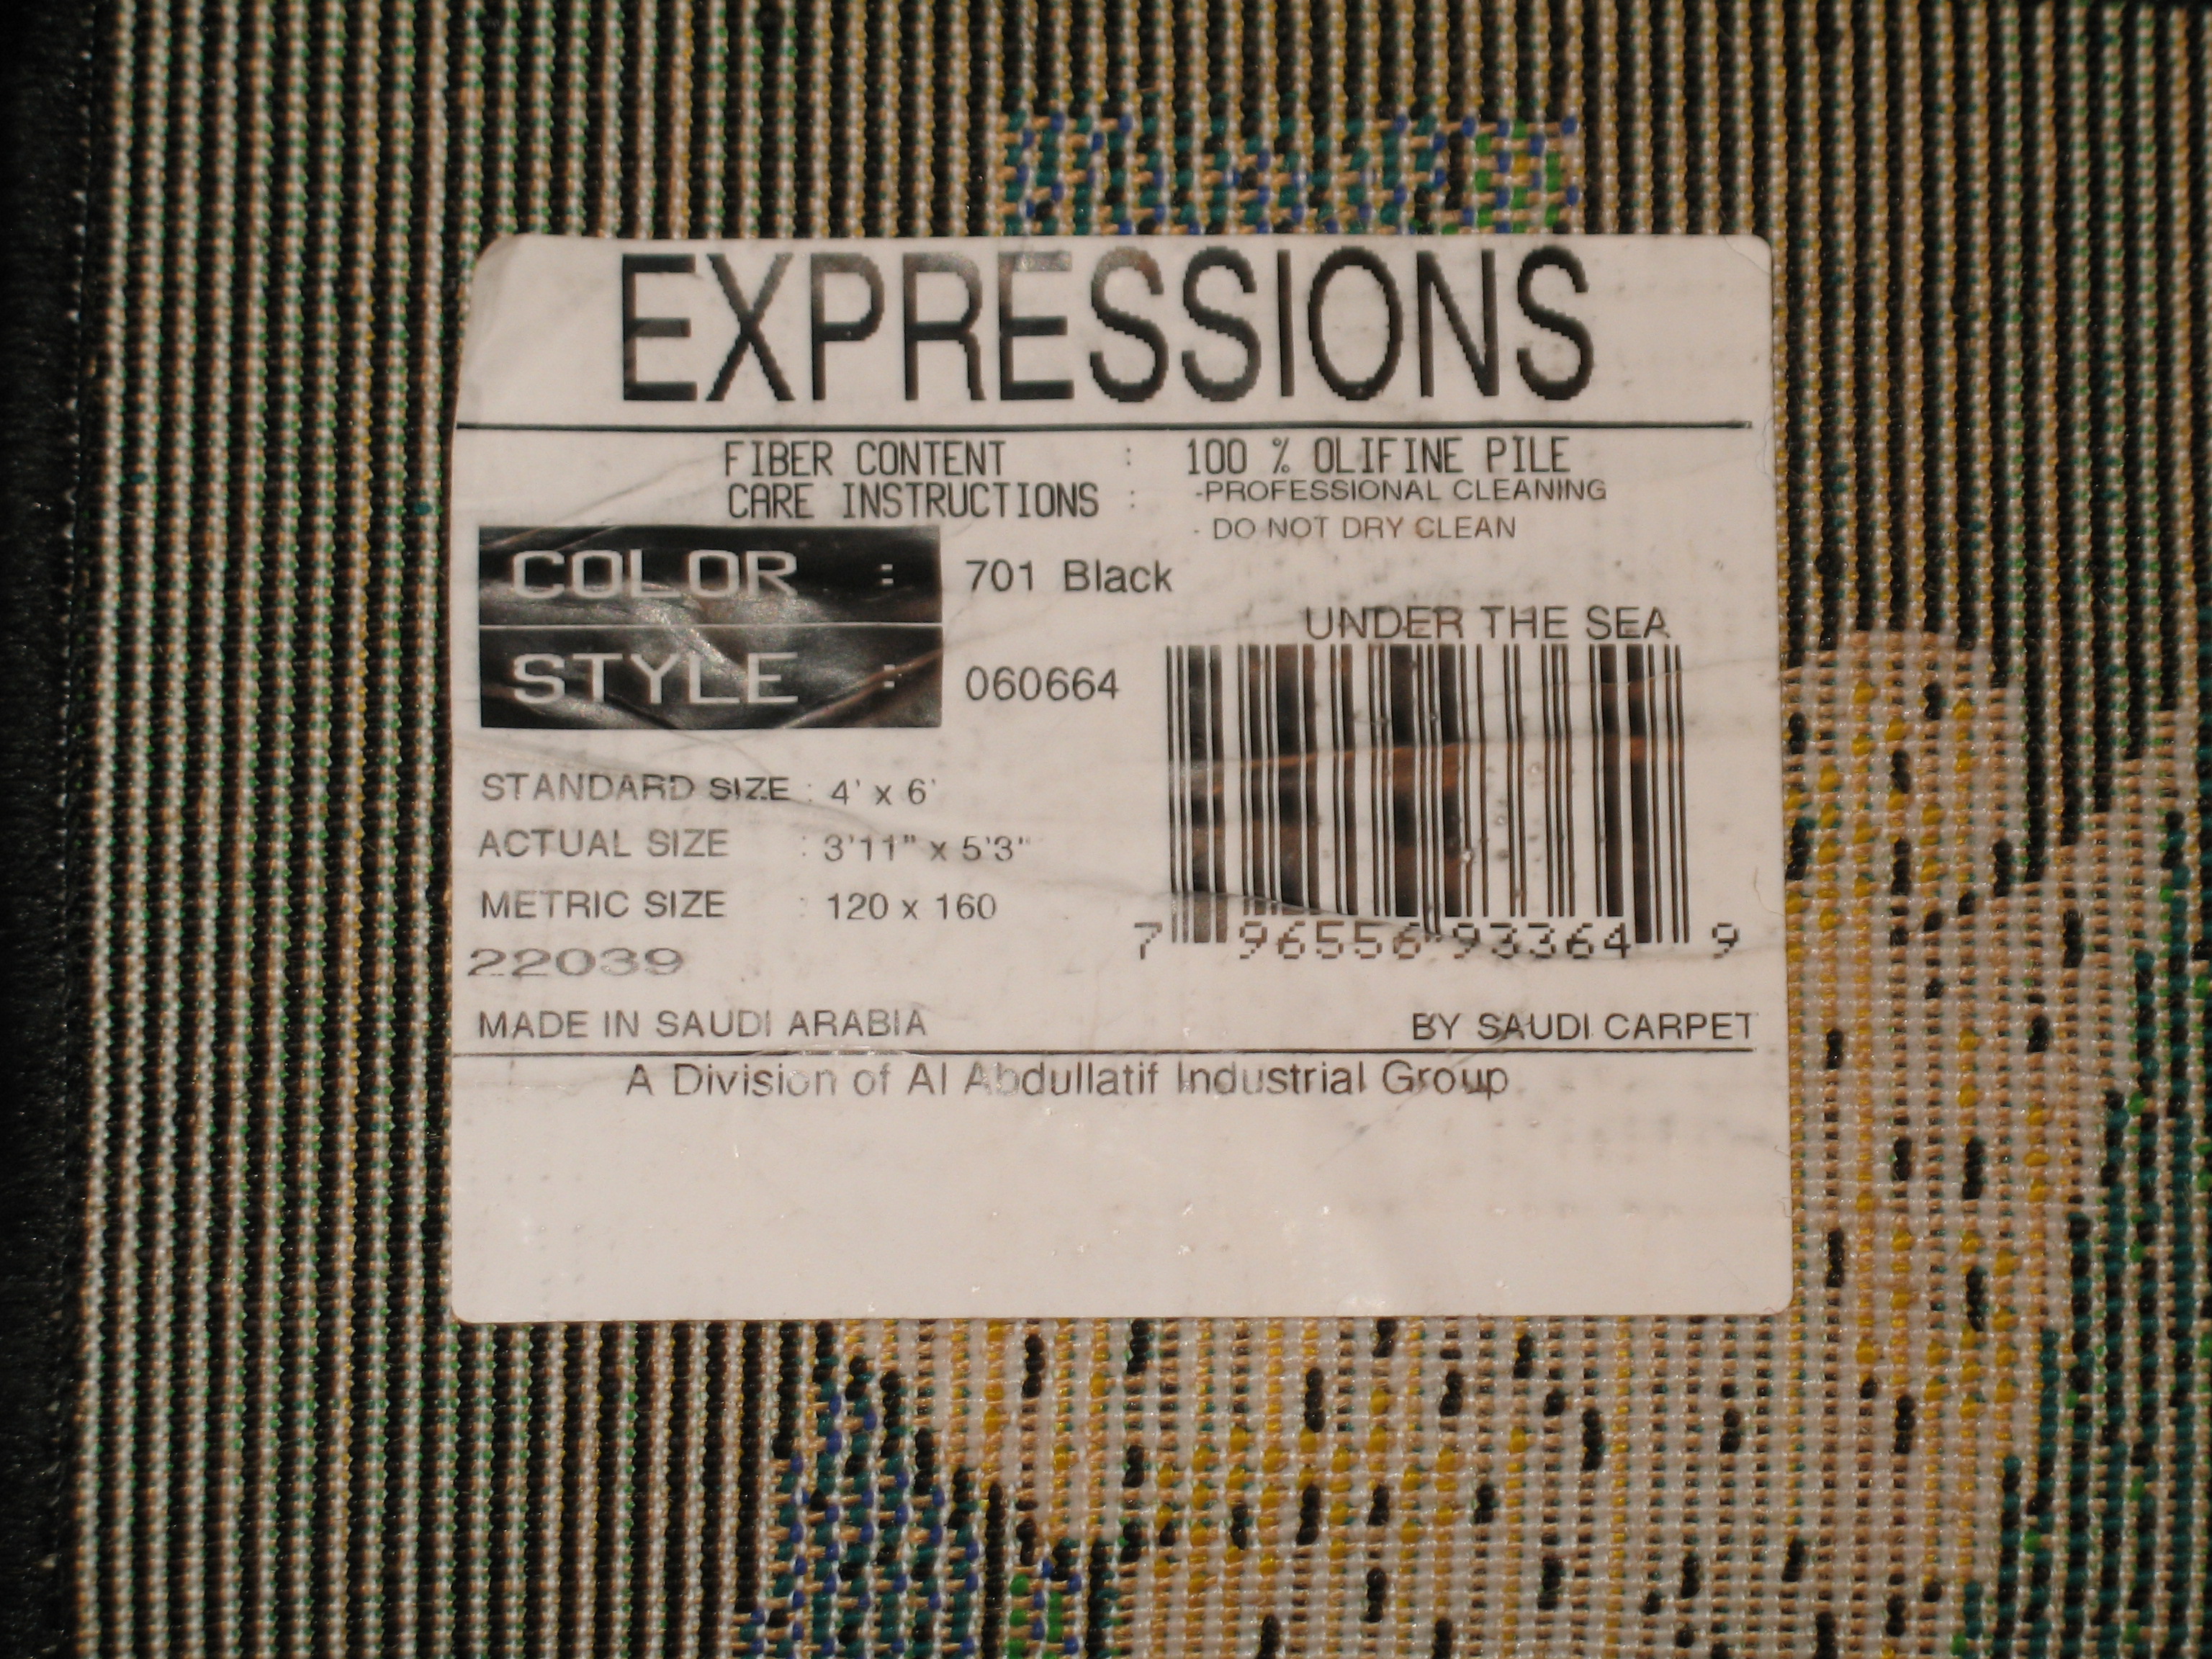 EXPRESSIONS
FIBER CONTENT : 100 % OLIFINE PILE
CARE INSTRUCTIONS : -PROFESSIONAL CLEANING
- DO NOT DRY CLEAN
COLOR : 701 Black
UNDER THE SEA
STYLE : 060664
STANDARD SIZE : 4' x 6'
ACTUAL SIZE : 3'11" x 5'3"
METRIC SIZE : 120 x 160
7 96556 93364 9
22039
MADE IN SAUDI ARABIA BY SAUDI CARPET
A Division of Al Abdullatif Industrial Group